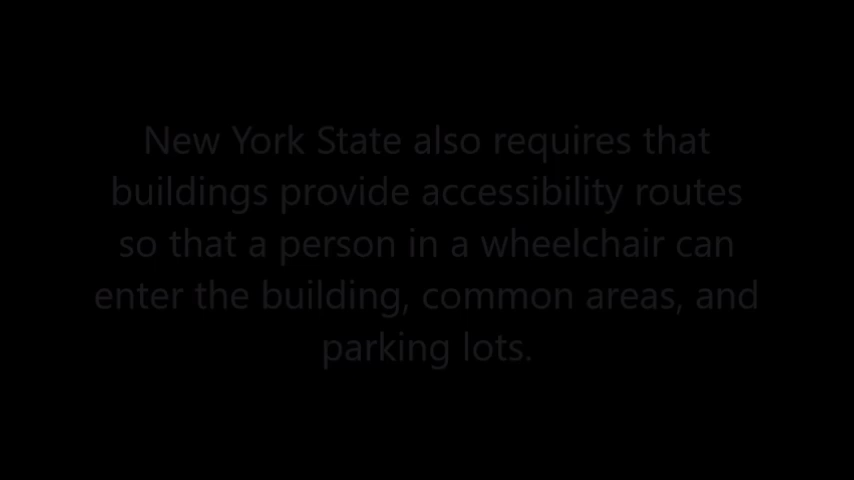 New York State also requires that
buildings provide accessibility routes
so that a person in a wheelchair can
enter the building, common areas, and
parking lots.